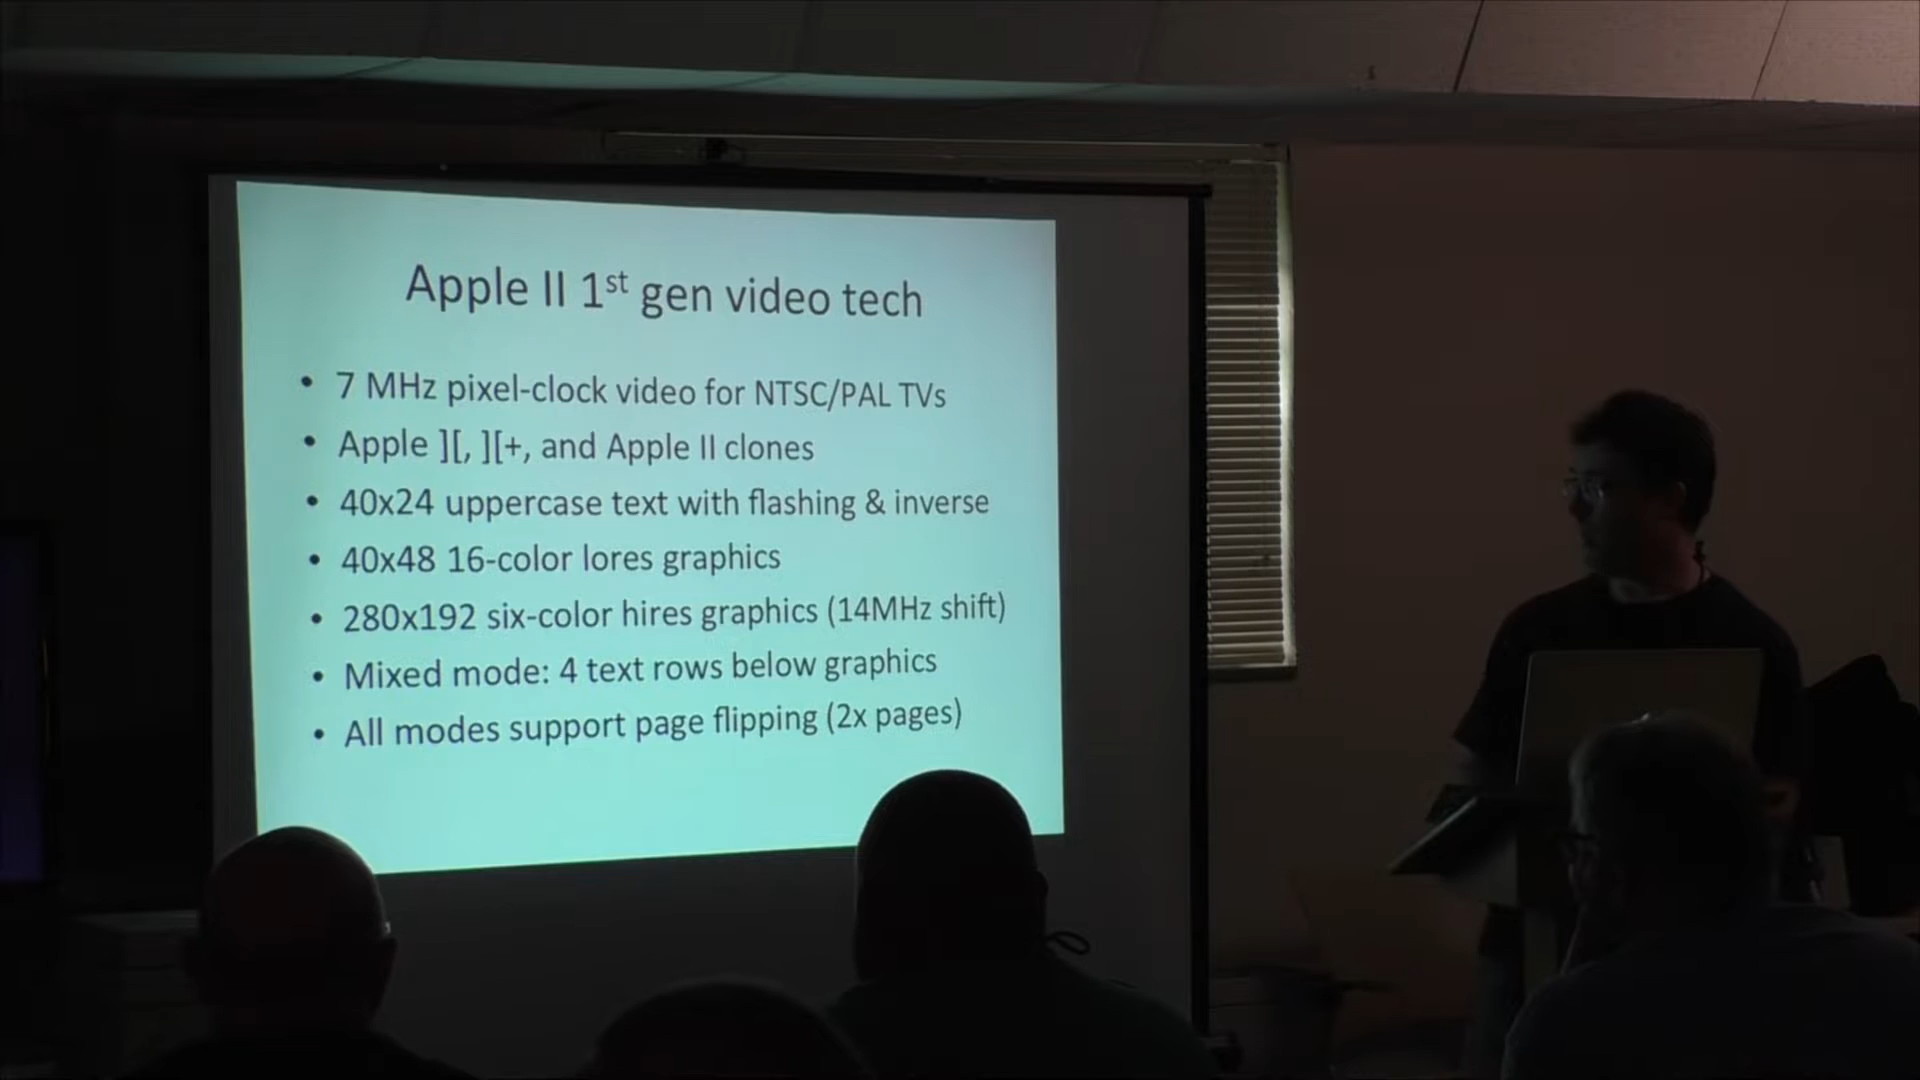 Apple II 1st gen video tech
• 7 MHz pixel-clock video for NTSC/PAL TVs
• Apple ][, ][+, and Apple II clones
• 40x24 uppercase text with flashing & inverse
• 40x48 16-color lores graphics
• 280x192 six-color hires graphics (14MHz shift)
• Mixed mode: 4 text rows below graphics
• All modes support page flipping (2x pages)